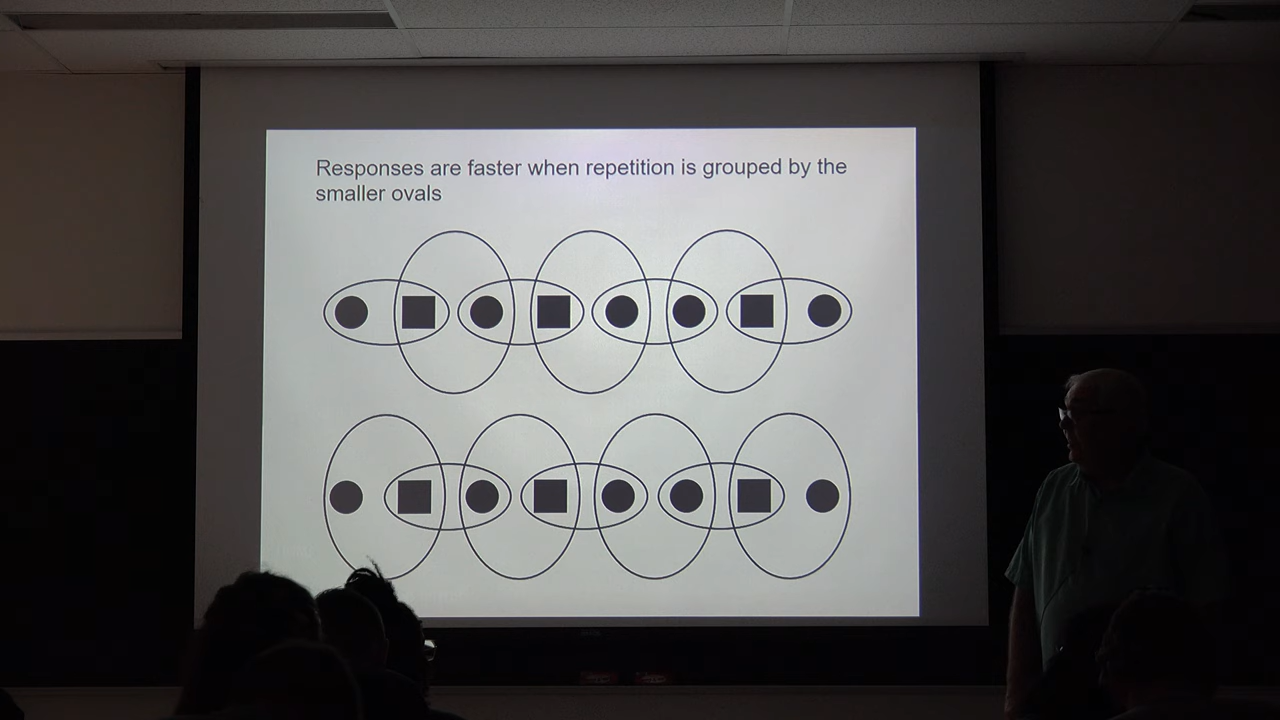 Responses are faster when repetition is grouped by the
smaller ovals